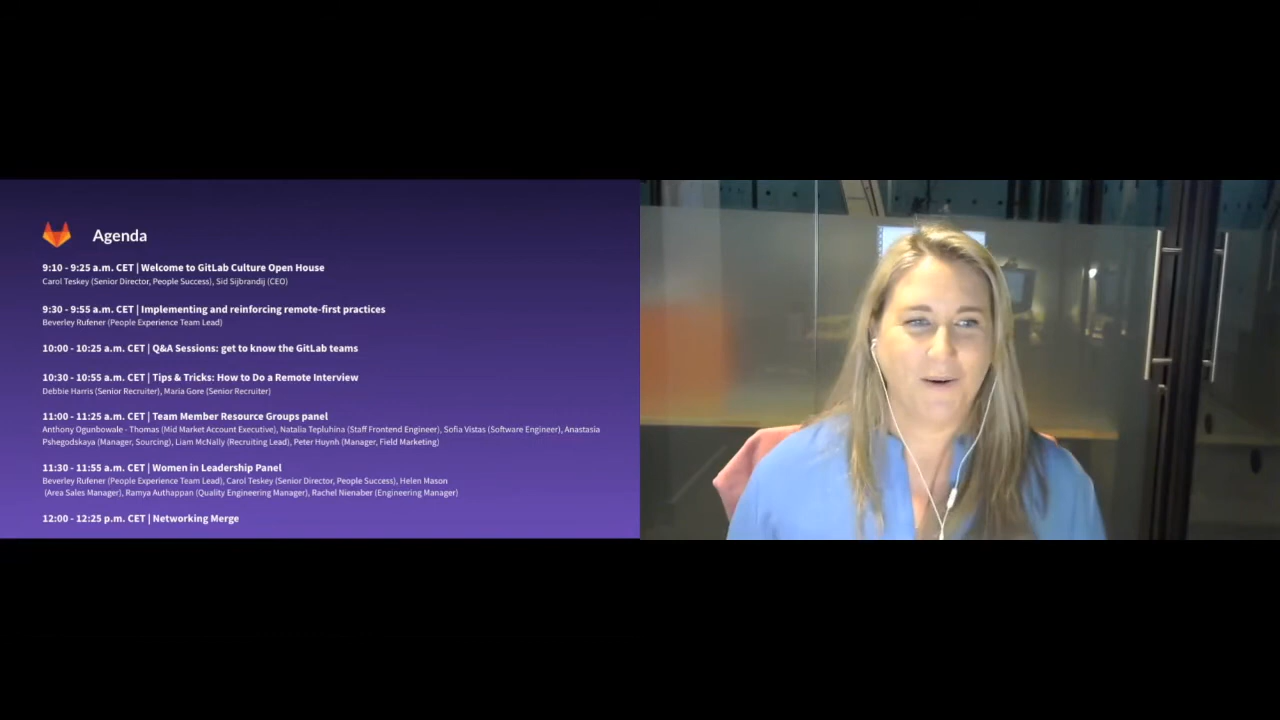 Agenda
9:10 - 9:25 a.m. CET | Welcome to GitLab Culture Open House
Carol Teskey (Senior Director, People Success), Sid Sijbrandij (CEO)
9:30 - 9:55 a.m. CET | Implementing and reinforcing remote-first practices
Beverley Rufener (People Experience Team Lead)
10:00 - 10:25 a.m. CET | Q&A Sessions: get to know the GitLab teams
10:30 - 10:55 a.m. CET | Tips & Tricks: How to Do a Remote Interview
Debbie Harris (Senior Recruiter), Maria Gore (Senior Recruiter)
11:00 - 11:25 a.m. CET | Team Member Resource Groups panel
Anthony Ogunbowale - Thomas (Mid Market Account Executive), Natalia Tepluhina (Staff Frontend Engineer), Sofia Vistas (Software Engineer), Anastasia
Pshegodskaya (Manager, Sourcing), Liam McNally (Recruiting Lead), Peter Huynh (Manager, Field Marketing)
11:30 - 11:55 a.m. CET | Women in Leadership Panel
Beverley Rufener (People Experience Team Lead), Carol Teskey (Senior Director, People Success), Helen Mason
(Area Sales Manager), Ramya Authappan (Quality Engineering Manager), Rachel Nienaber (Engineering Manager)
12:00 - 12:25 p.m. CET | Networking Merge